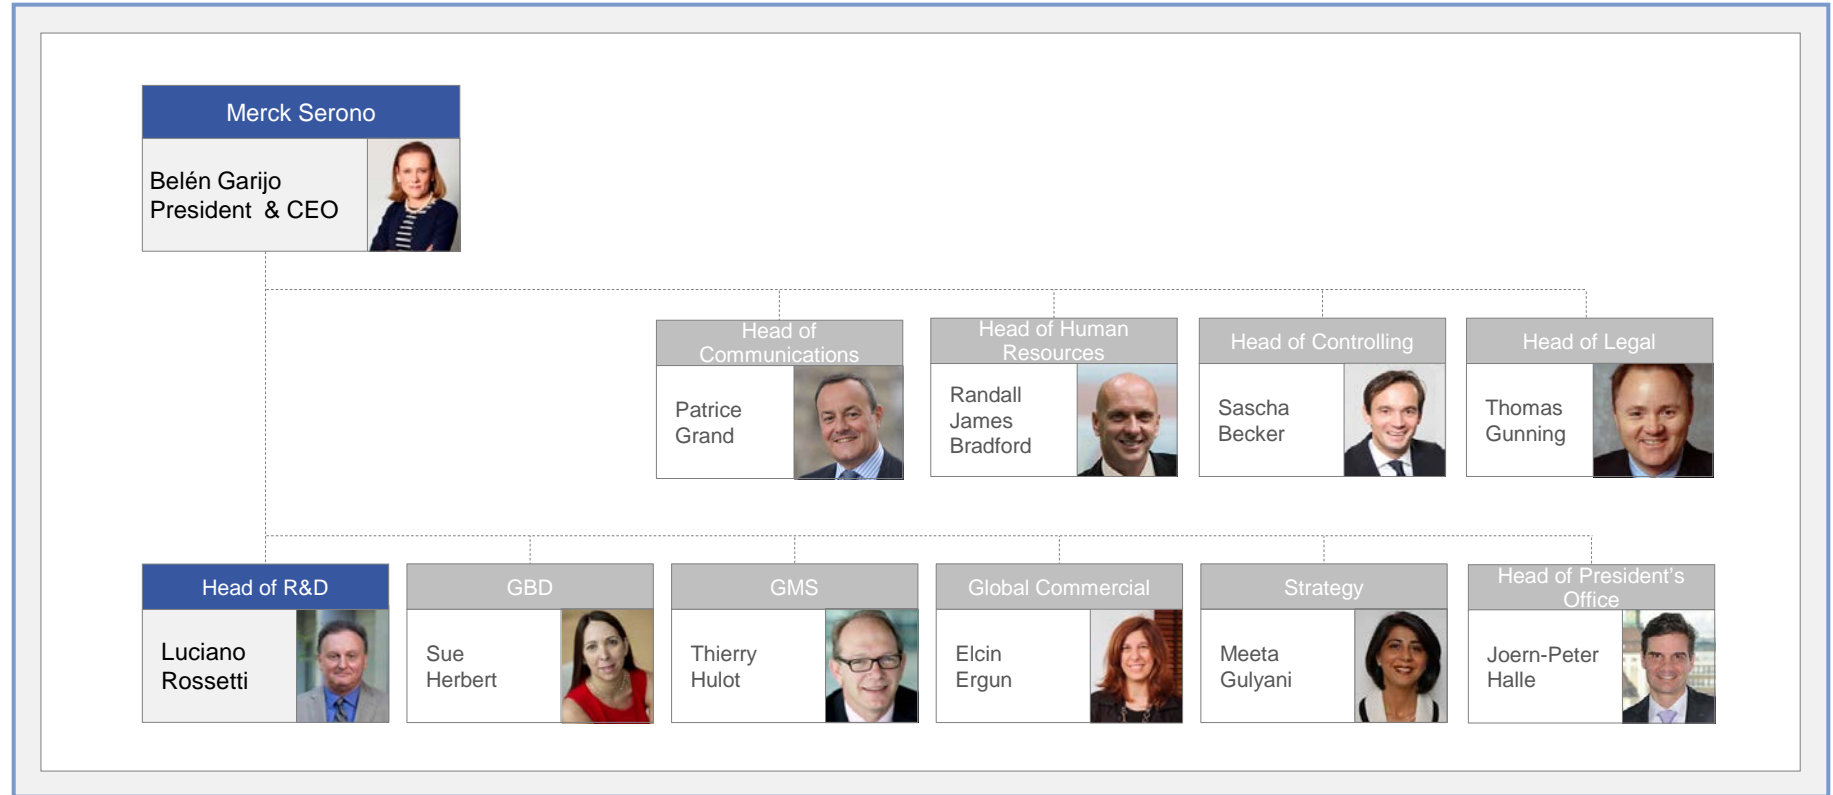 Merck Serono
Belén Garijo
President & CEO
Head of
Communications
Patrice
Grand
Head of Human
Resources
Randall
James
Bradford
Head of Controlling
Sascha
Becker
Head of Legal
Thomas
Gunning
Head of R&D
Luciano
Rossetti
GBD
Sue
Herbert
GMS
Thierry
Hulot
Global Commercial
Elcin
Ergun
Strategy
Meeta
Gulyani
Head of President's
Office
Joern-Peter
Halle